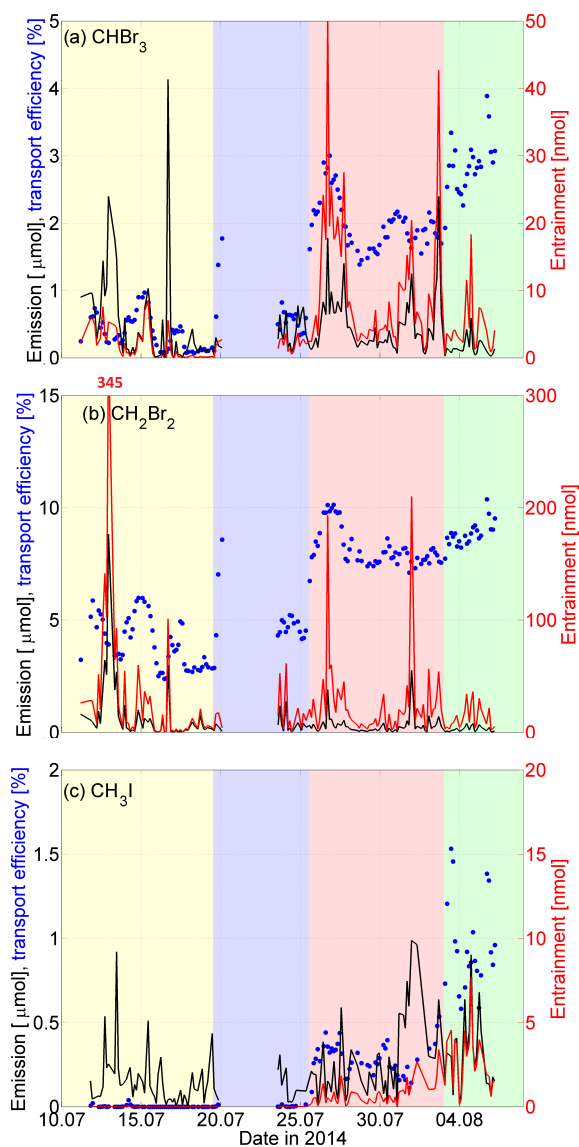 (a) CHBr3
5
4
3
2
1
0
Emission [ μmol], transport efficiency [%]
50
40
30
20
10
0
Entrainment [nmol]
345
(b) CH2Br2
15
10
5
0
Emission [ μmol], transport efficiency [%]
300
200
100
0
Entrainment [nmol]
(c) CH3I
2
1.5
1
0.5
0
Emission [ μmol], transport efficiency [%]
20
15
10
5
0
Entrainment [nmol]
10.07 15.07 20.07 25.07 30.07 04.08
Date in 2014